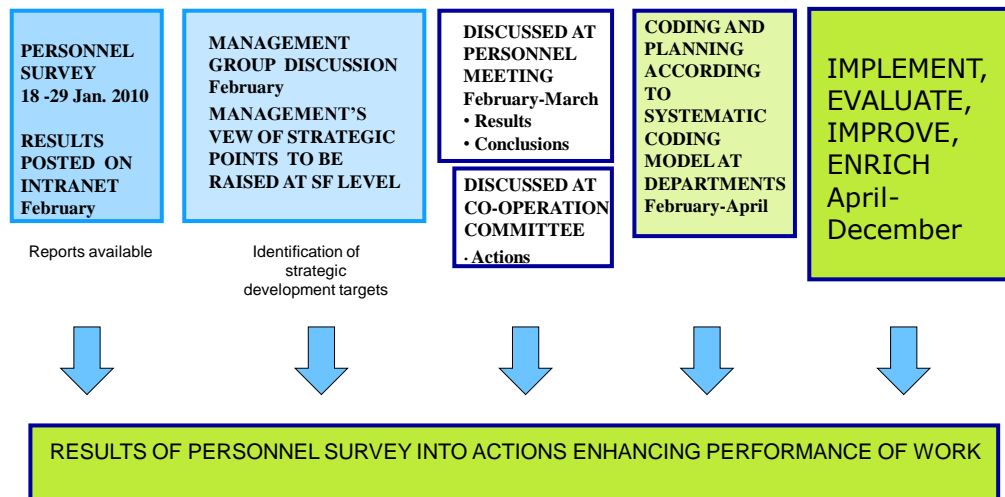 PERSONNEL
SURVEY
18 -29 Jan. 2010
RESULTS
POSTED ON
INTRANET
February
Reports available
MANAGEMENT
GROUP DISCUSSION
February
MANAGEMENT'S
VEW OF STRATEGIC
POINTS TO BE
RAISED AT SF LEVEL
Identification of
strategic
development targets
DISCUSSED AT
PERSONNEL
MEETING
February-March
• Results
• Conclusions
DISCUSSED AT
CO-OPERATION
COMMITTEE
· Actions
CODING AND
PLANNING
ACCORDING
TO
SYSTEMATIC
CODING
MODEL AT
DEPARTMENTS
February-April
IMPLEMENT,
EVALUATE,
IMPROVE,
ENRICH
April-
December
RESULTS OF PERSONNEL SURVEY INTO ACTIONS ENHANCING PERFORMANCE OF WORK